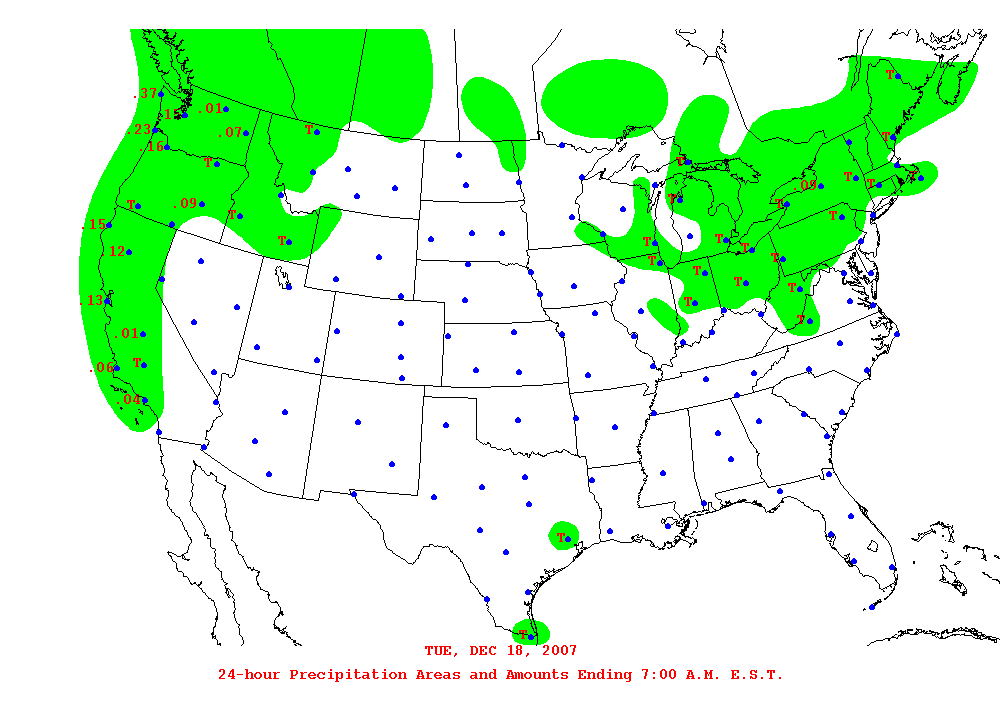 T
.37
.01
.23
.07
T
T
.16
T
T
T
T
.09
T
.09
T
T
T
T
.15
T
T
T
T
12
T
T
T
T
T
.13
T
T
.01
T
T
.06
.04
T
T
TUE, DEC 18, 2007
24-hour Precipitation Areas and Amounts Ending 7:00 A.M. E.S.T.